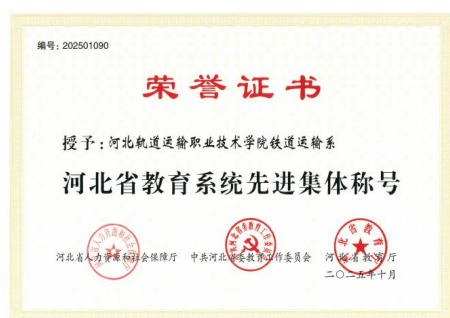 编号：202501090
荣誉证书
授予：河北轨道运输职业技术学院铁道运输系
河北省教育系统先进集体称号
河北省人力资源和社会保障厅 中共河北省委教育工作委员会 河北省教育厅
二〇二五年十月